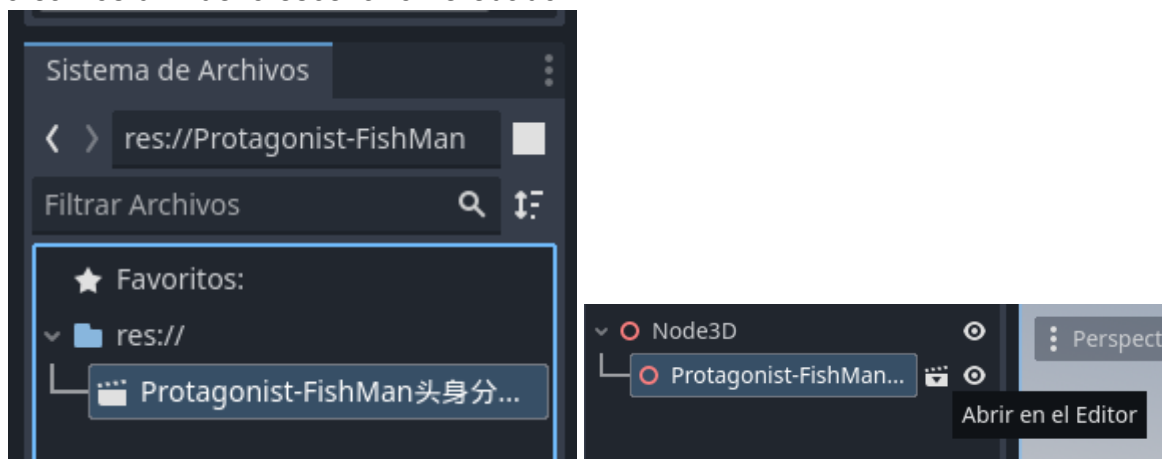 Sistema de Archivos
res://Protagonist-FishMan
Filtrar Archivos
Favoritos:
res://
Protagonist-FishMan头身分...
Node3D
Protagonist-FishMan...
Perspect
Abrir en el Editor